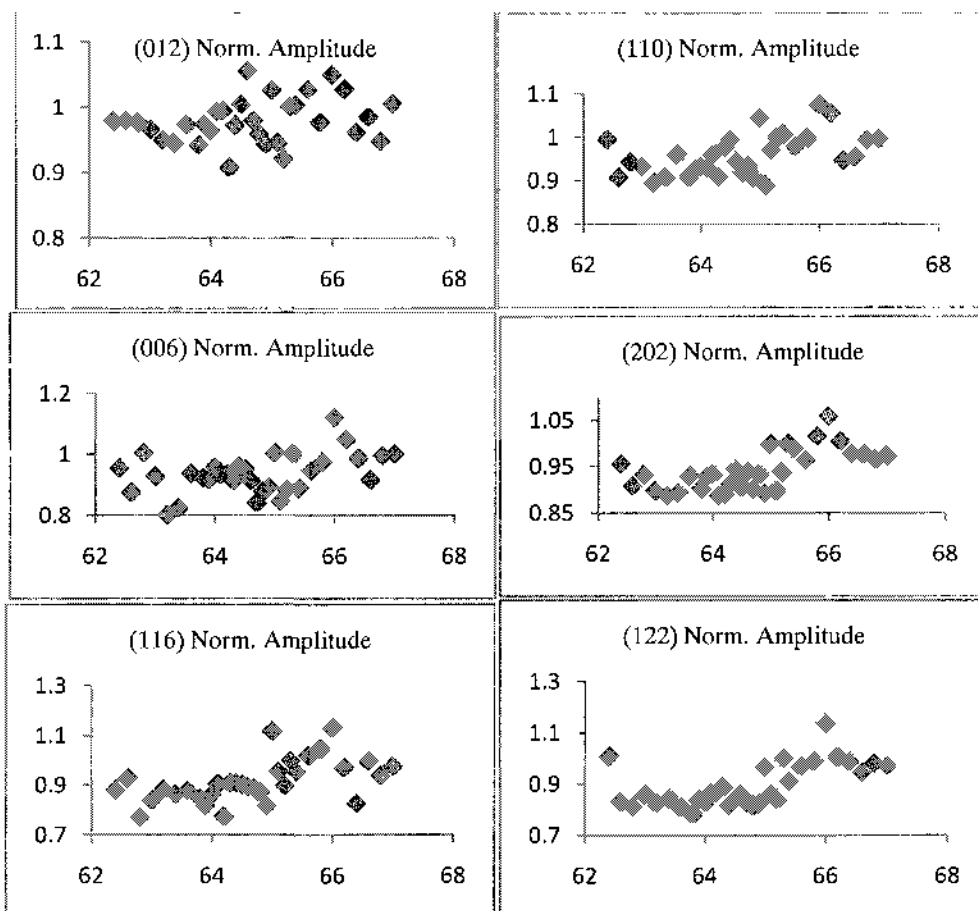 (012) Norm. Amplitude
1.1
1
0.9
0.8
62 64 66 68
(110) Norm. Amplitude
1.1
1
0.9
0.8
62 64 66 68
(006) Norm. Amplitude
1.2
1
0.8
62 64 66 68
(202) Norm. Amplitude
1.05
0.95
0.85
62 64 66 68
(116) Norm. Amplitude
1.3
1.1
0.9
0.7
62 64 66 68
(122) Norm. Amplitude
1.3
1.1
0.9
0.7
62 64 66 68